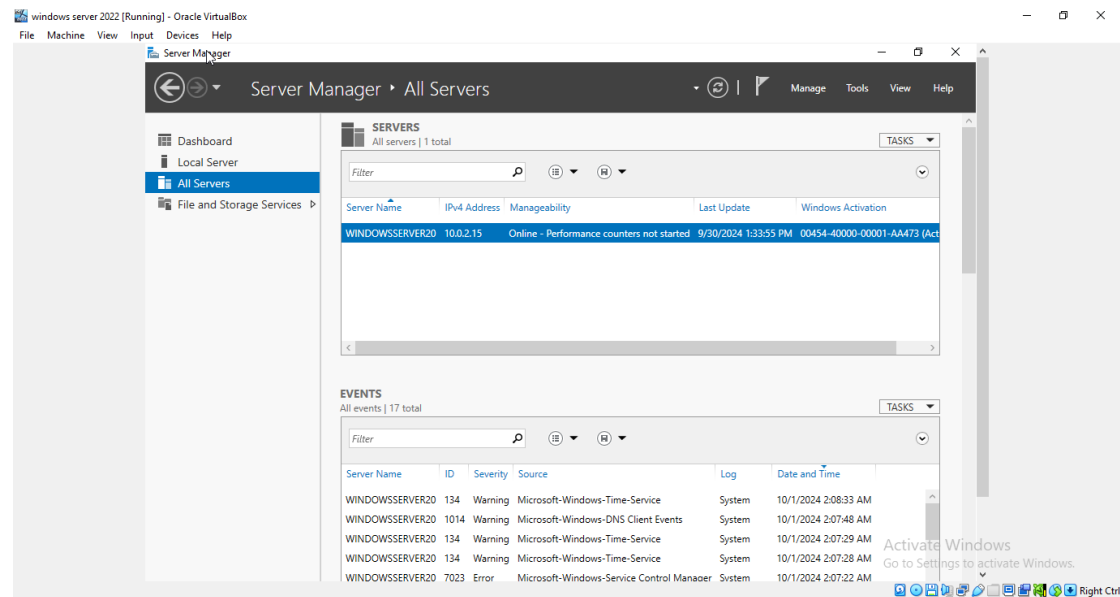 windows server 2022 [Running] - Oracle VirtualBox
File Machine View Input Devices Help
Server Manager
Server Manager ‣ All Servers
Manage Tools View Help
Dashboard
Local Server
All Servers
File and Storage Services
SERVERS
All servers | 1 total
TASKS
Filter
Server Name IPv4 Address Manageability Last Update Windows Activation
WINDOWSSERVER20 10.0.2.15 Online - Performance counters not started 9/30/2024 1:33:55 PM 00454-40000-00001-AA473 (Act
EVENTS
All events | 17 total
TASKS
Filter
Server Name ID Severity Source Log Date and Time
WINDOWSSERVER20 134 Warning Microsoft-Windows-Time-Service System 10/1/2024 2:08:33 AM
WINDOWSSERVER20 1014 Warning Microsoft-Windows-DNS Client Events System 10/1/2024 2:07:48 AM
WINDOWSSERVER20 134 Warning Microsoft-Windows-Time-Service System 10/1/2024 2:07:29 AM
WINDOWSSERVER20 134 Warning Microsoft-Windows-Time-Service System 10/1/2024 2:07:28 AM
WINDOWSSERVER20 7023 Error Microsoft-Windows-Service Control Manager System 10/1/2024 2:07:22 AM
Activate Windows
Go to Settings to activate Windows.
Right Ctrl